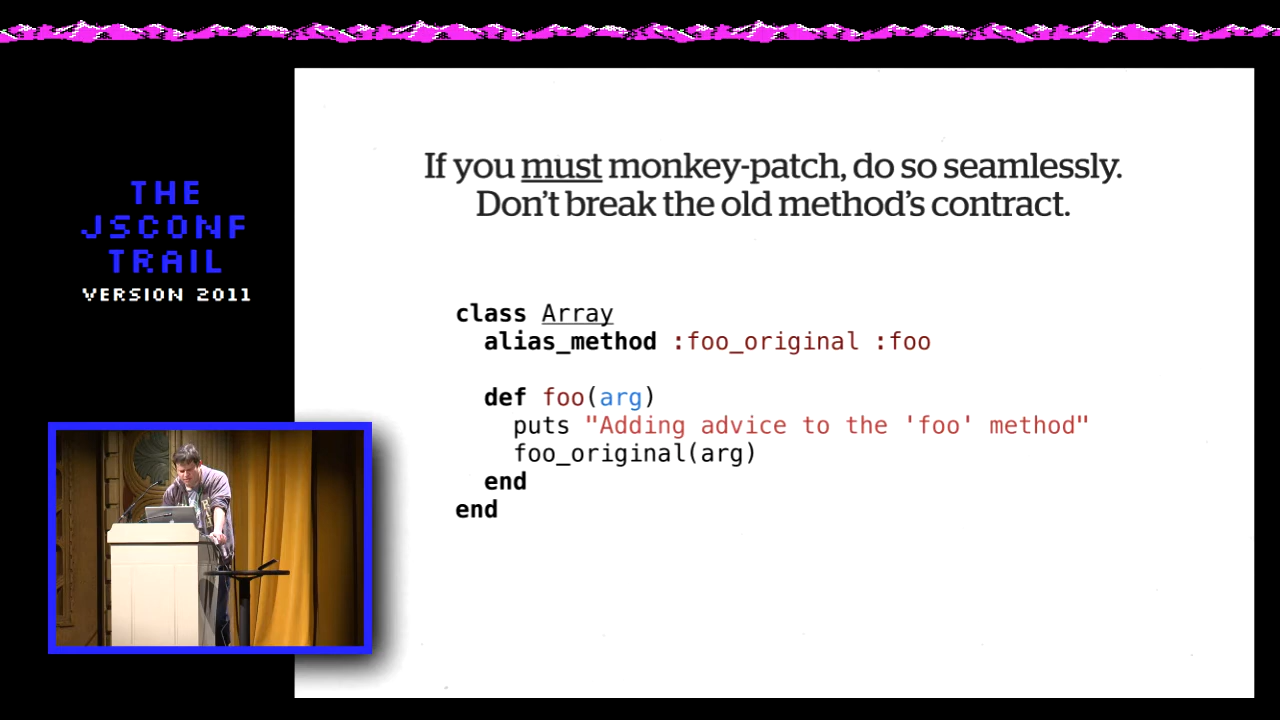 THE
JSCONF
TRAIL
VERSION 2011
If you must monkey-patch, do so seamlessly.
Don't break the old method's contract.
class Array
alias_method :foo_original :foo
def foo(arg)
puts "Adding advice to the 'foo' method"
foo_original(arg)
end
end